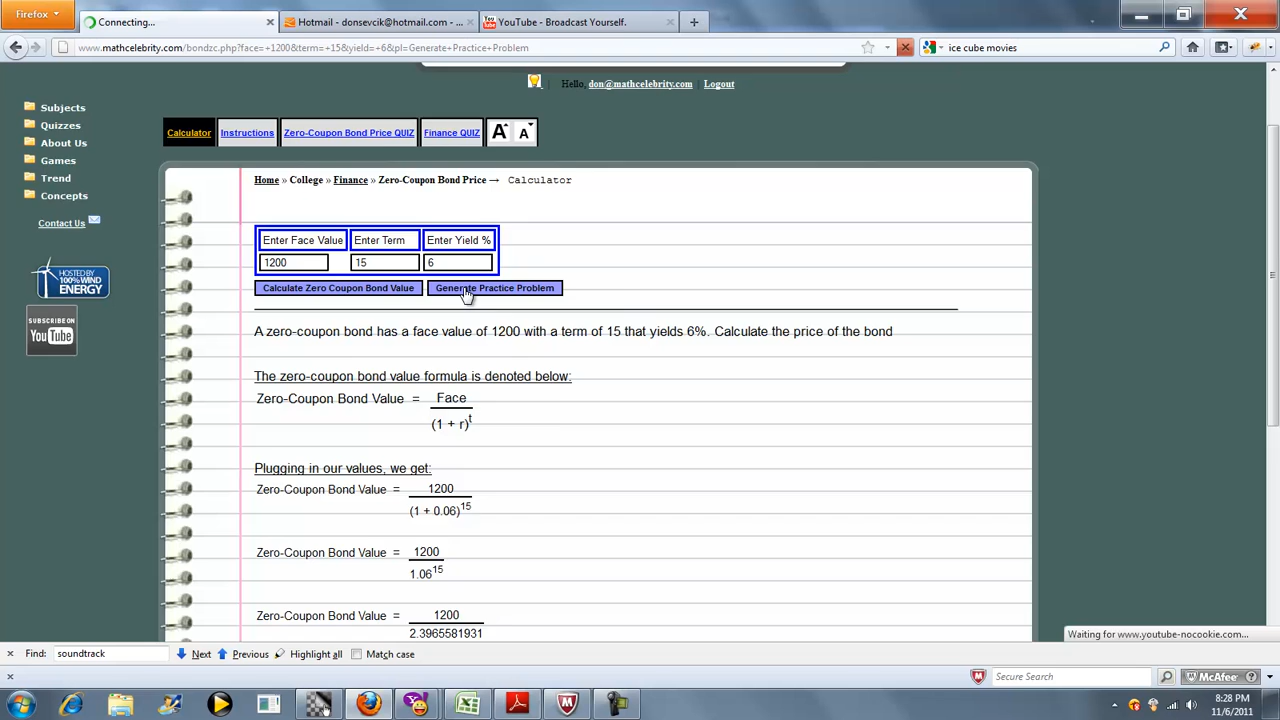 Firefox
Connecting...
Hotmail - donsevcik@hotmail.com - ...
YouTube - Broadcast Yourself.
www.mathcelebrity.com/bondzc.php?face=+1200&term=+15&yield=+6&pl=Generate+Practice+Problem
ice cube movies
Hello, don@mathcelebrity.com
Logout
Subjects
Quizzes
About Us
Games
Trend
Concepts
Contact Us
HOSTED BY
100% WIND
ENERGY
SUBSCRIBE ON
YouTube
Calculator
Instructions
Zero-Coupon Bond Price QUIZ
Finance QUIZ
A A
Home » College » Finance » Zero-Coupon Bond Price → Calculator
Enter Face Value Enter Term Enter Yield %
1200 15 6
Calculate Zero Coupon Bond Value Generate Practice Problem
A zero-coupon bond has a face value of 1200 with a term of 15 that yields 6%. Calculate the price of the bond
The zero-coupon bond value formula is denoted below:
Zero-Coupon Bond Value = Face
(1 + r)t
Plugging in our values, we get:
Zero-Coupon Bond Value = 1200
(1 + 0.06)15
Zero-Coupon Bond Value = 1200
1.0615
Zero-Coupon Bond Value = 1200
2.3965581931
Waiting for www.youtube-nocookie.com...
Find: soundtrack Next Previous Highlight all Match case
Secure Search
McAfee
8:28 PM
11/6/2011